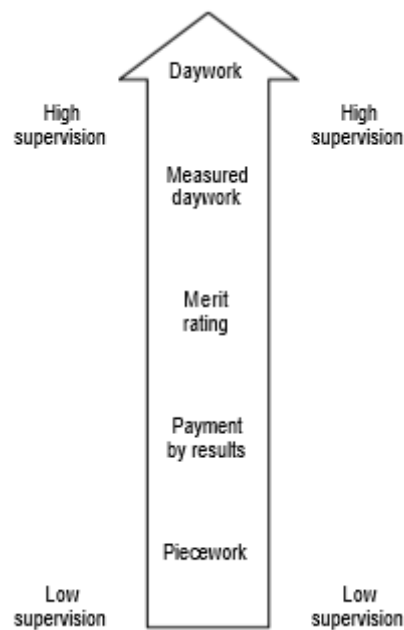 Daywork
High
supervision
High
supervision
Measured
daywork
Merit
rating
Payment
by results
Piecework
Low
supervision
Low
supervision